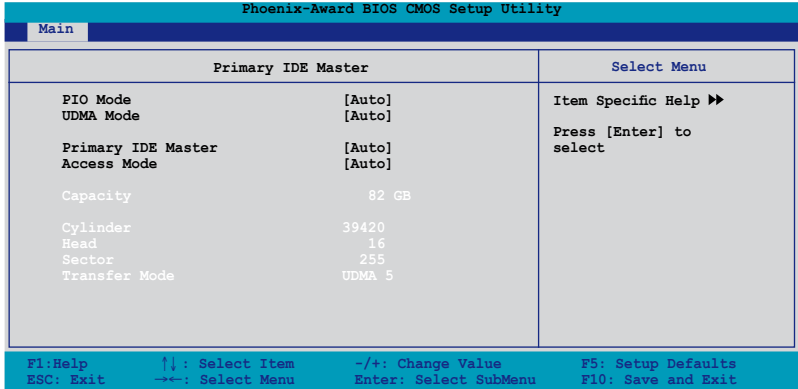 Phoenix-Award BIOS CMOS Setup Utility
Main
Primary IDE Master
Select Menu
PIO Mode [Auto]
UDMA Mode [Auto]
Primary IDE Master [Auto]
Access Mode [Auto]
Capacity 82 GB
Cylinder 39420
Head 16
Sector 255
Transfer Mode UDMA 5
Item Specific Help ▶▶
Press [Enter] to
select
F1:Help ↑↓: Select Item -/+: Change Value F5: Setup Defaults
ESC: Exit →←: Select Menu Enter: Select SubMenu F10: Save and Exit